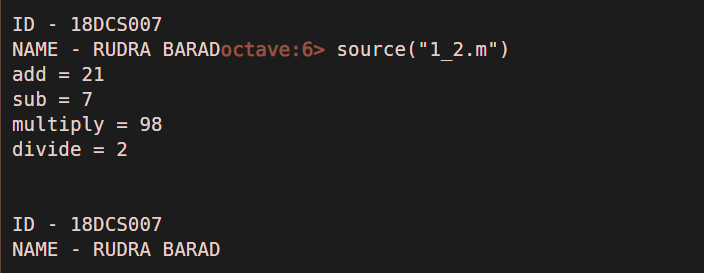 ID - 18DCS007
NAME - RUDRA BARADoctave:6> source("1_2.m")
add = 21
sub = 7
multiply = 98
divide = 2
ID - 18DCS007
NAME - RUDRA BARAD